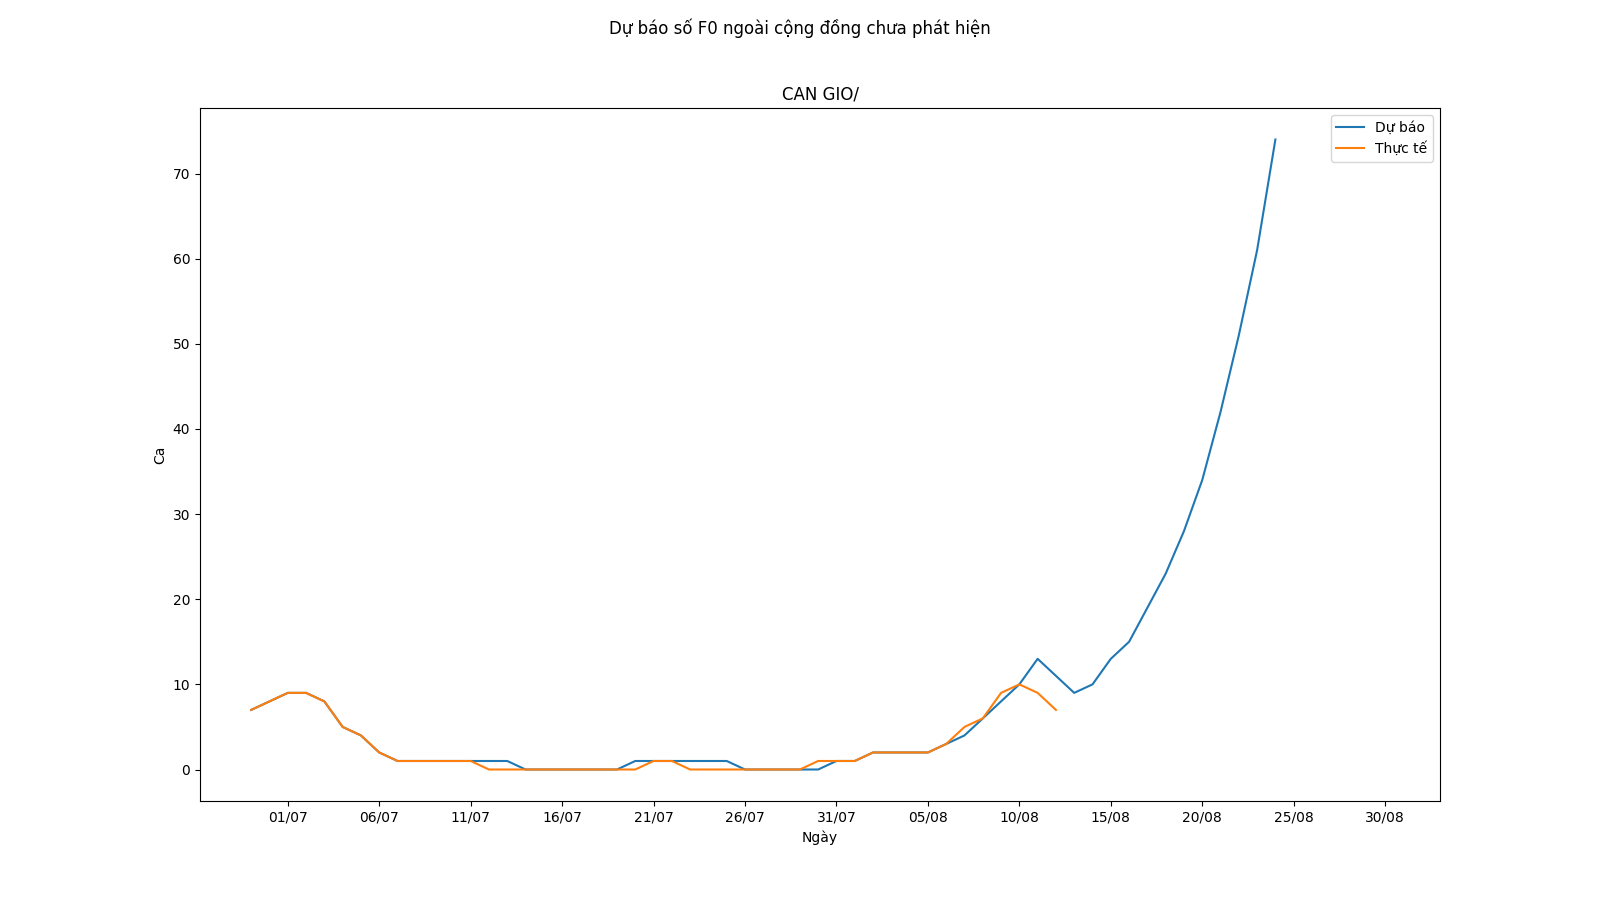 Dự báo số F0 ngoài cộng đồng chưa phát hiện
CAN GIO/
Dự báo
Thực tế
70
60
50
40
30
20
10
0
Ca
01/07 06/07 11/07 16/07 21/07 26/07 31/07 05/08 10/08 15/08 20/08 25/08 30/08
Ngày